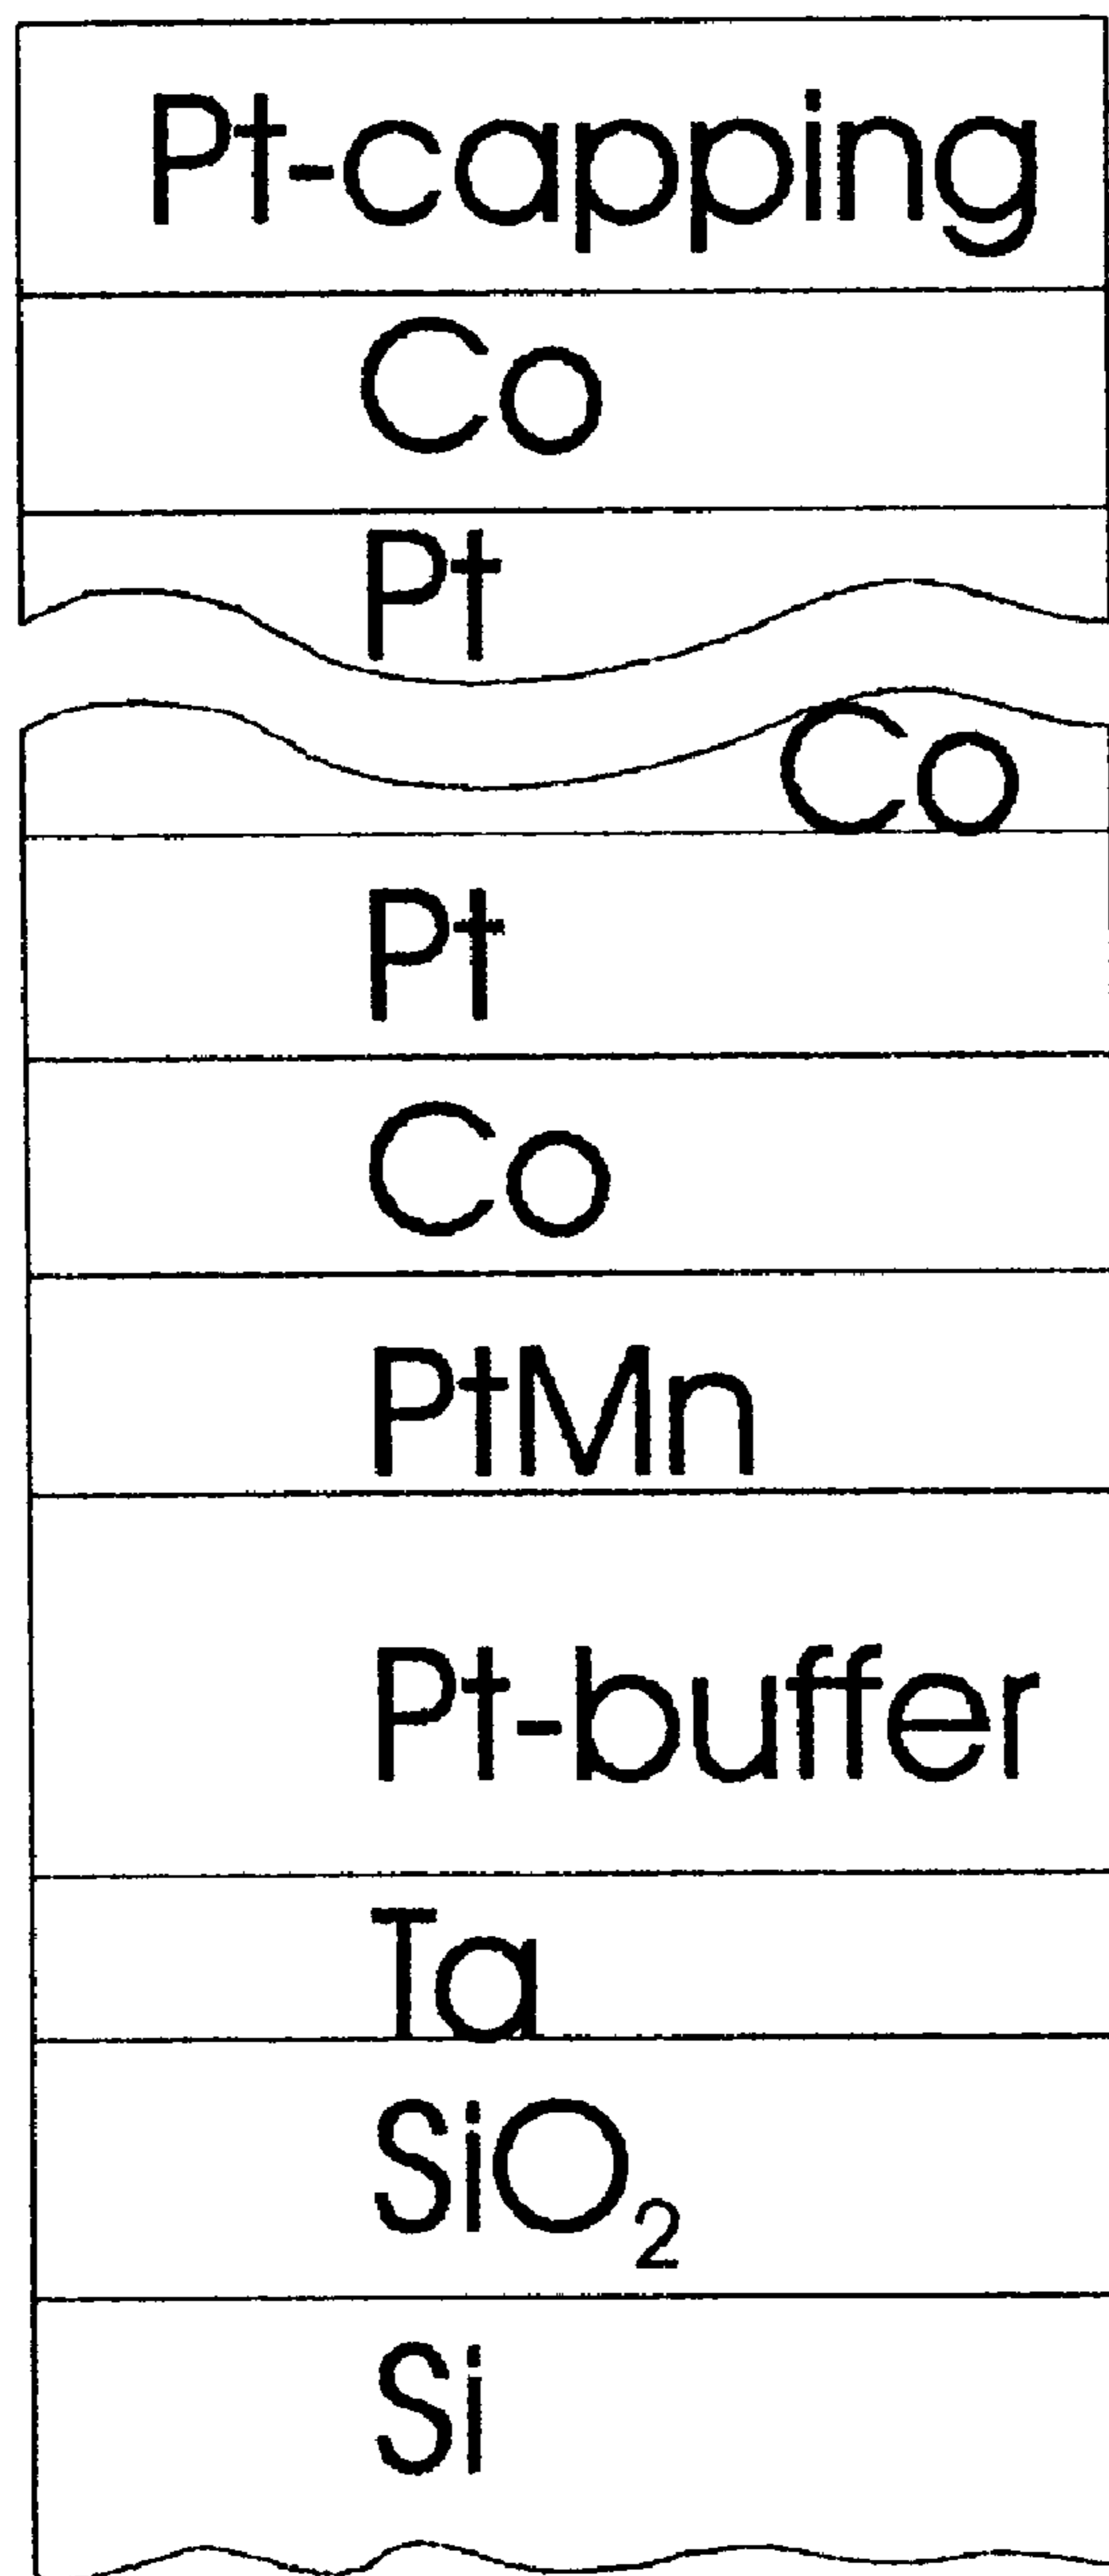 Pt-capping
Co
Pt
Co
Pt
Co
PtMn
Pt-buffer
Ta
SiO₂
Si